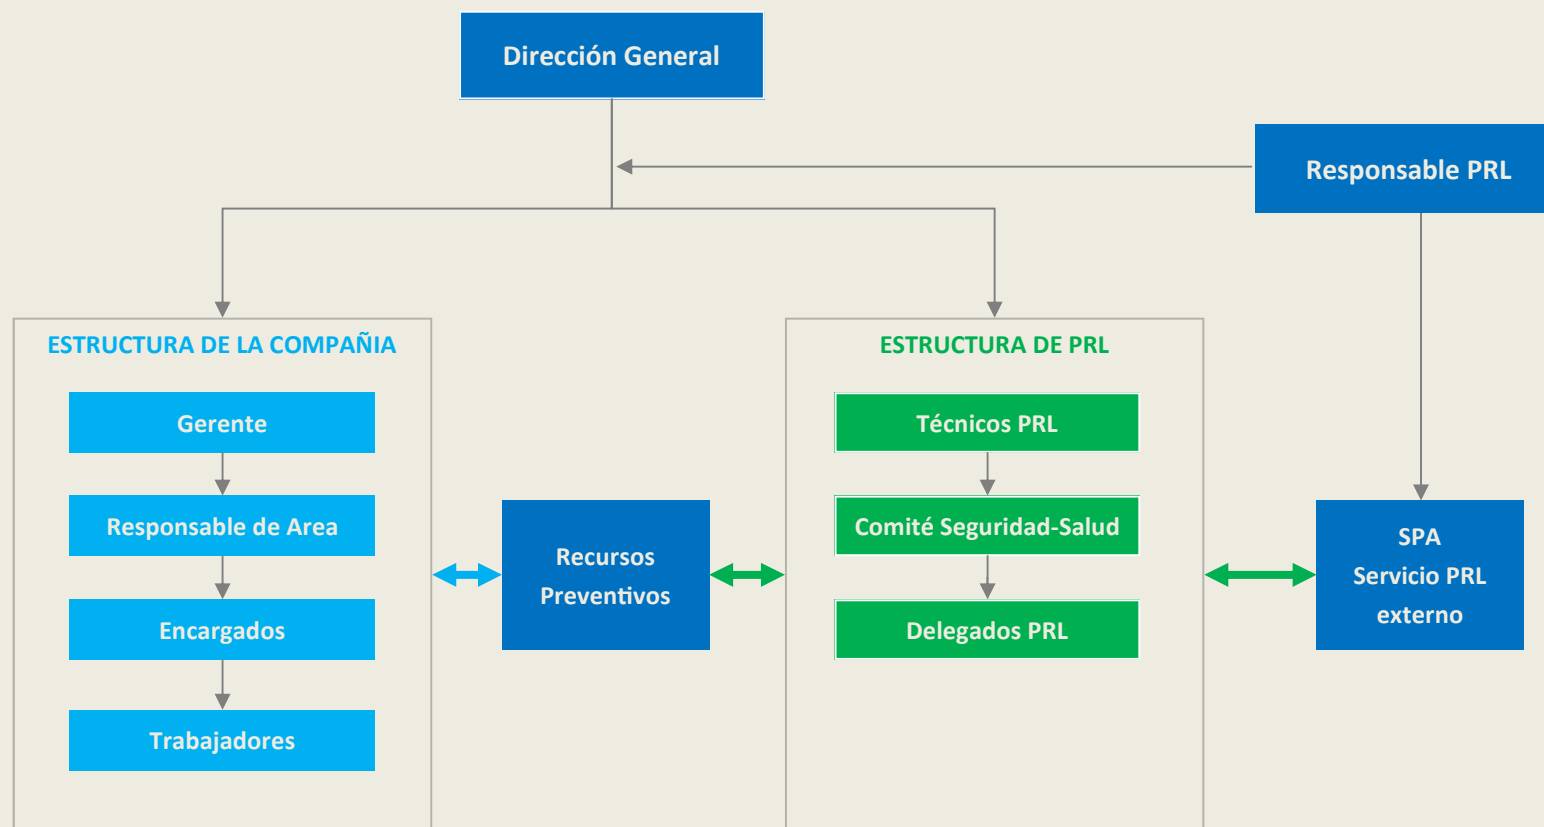 Dirección General
Responsable PRL
ESTRUCTURA DE LA COMPAÑIA
Gerente
Responsable de Area
Encargados
Trabajadores
Recursos
Preventivos
ESTRUCTURA DE PRL
Técnicos PRL
Comité Seguridad-Salud
Delegados PRL
SPA
Servicio PRL
externo